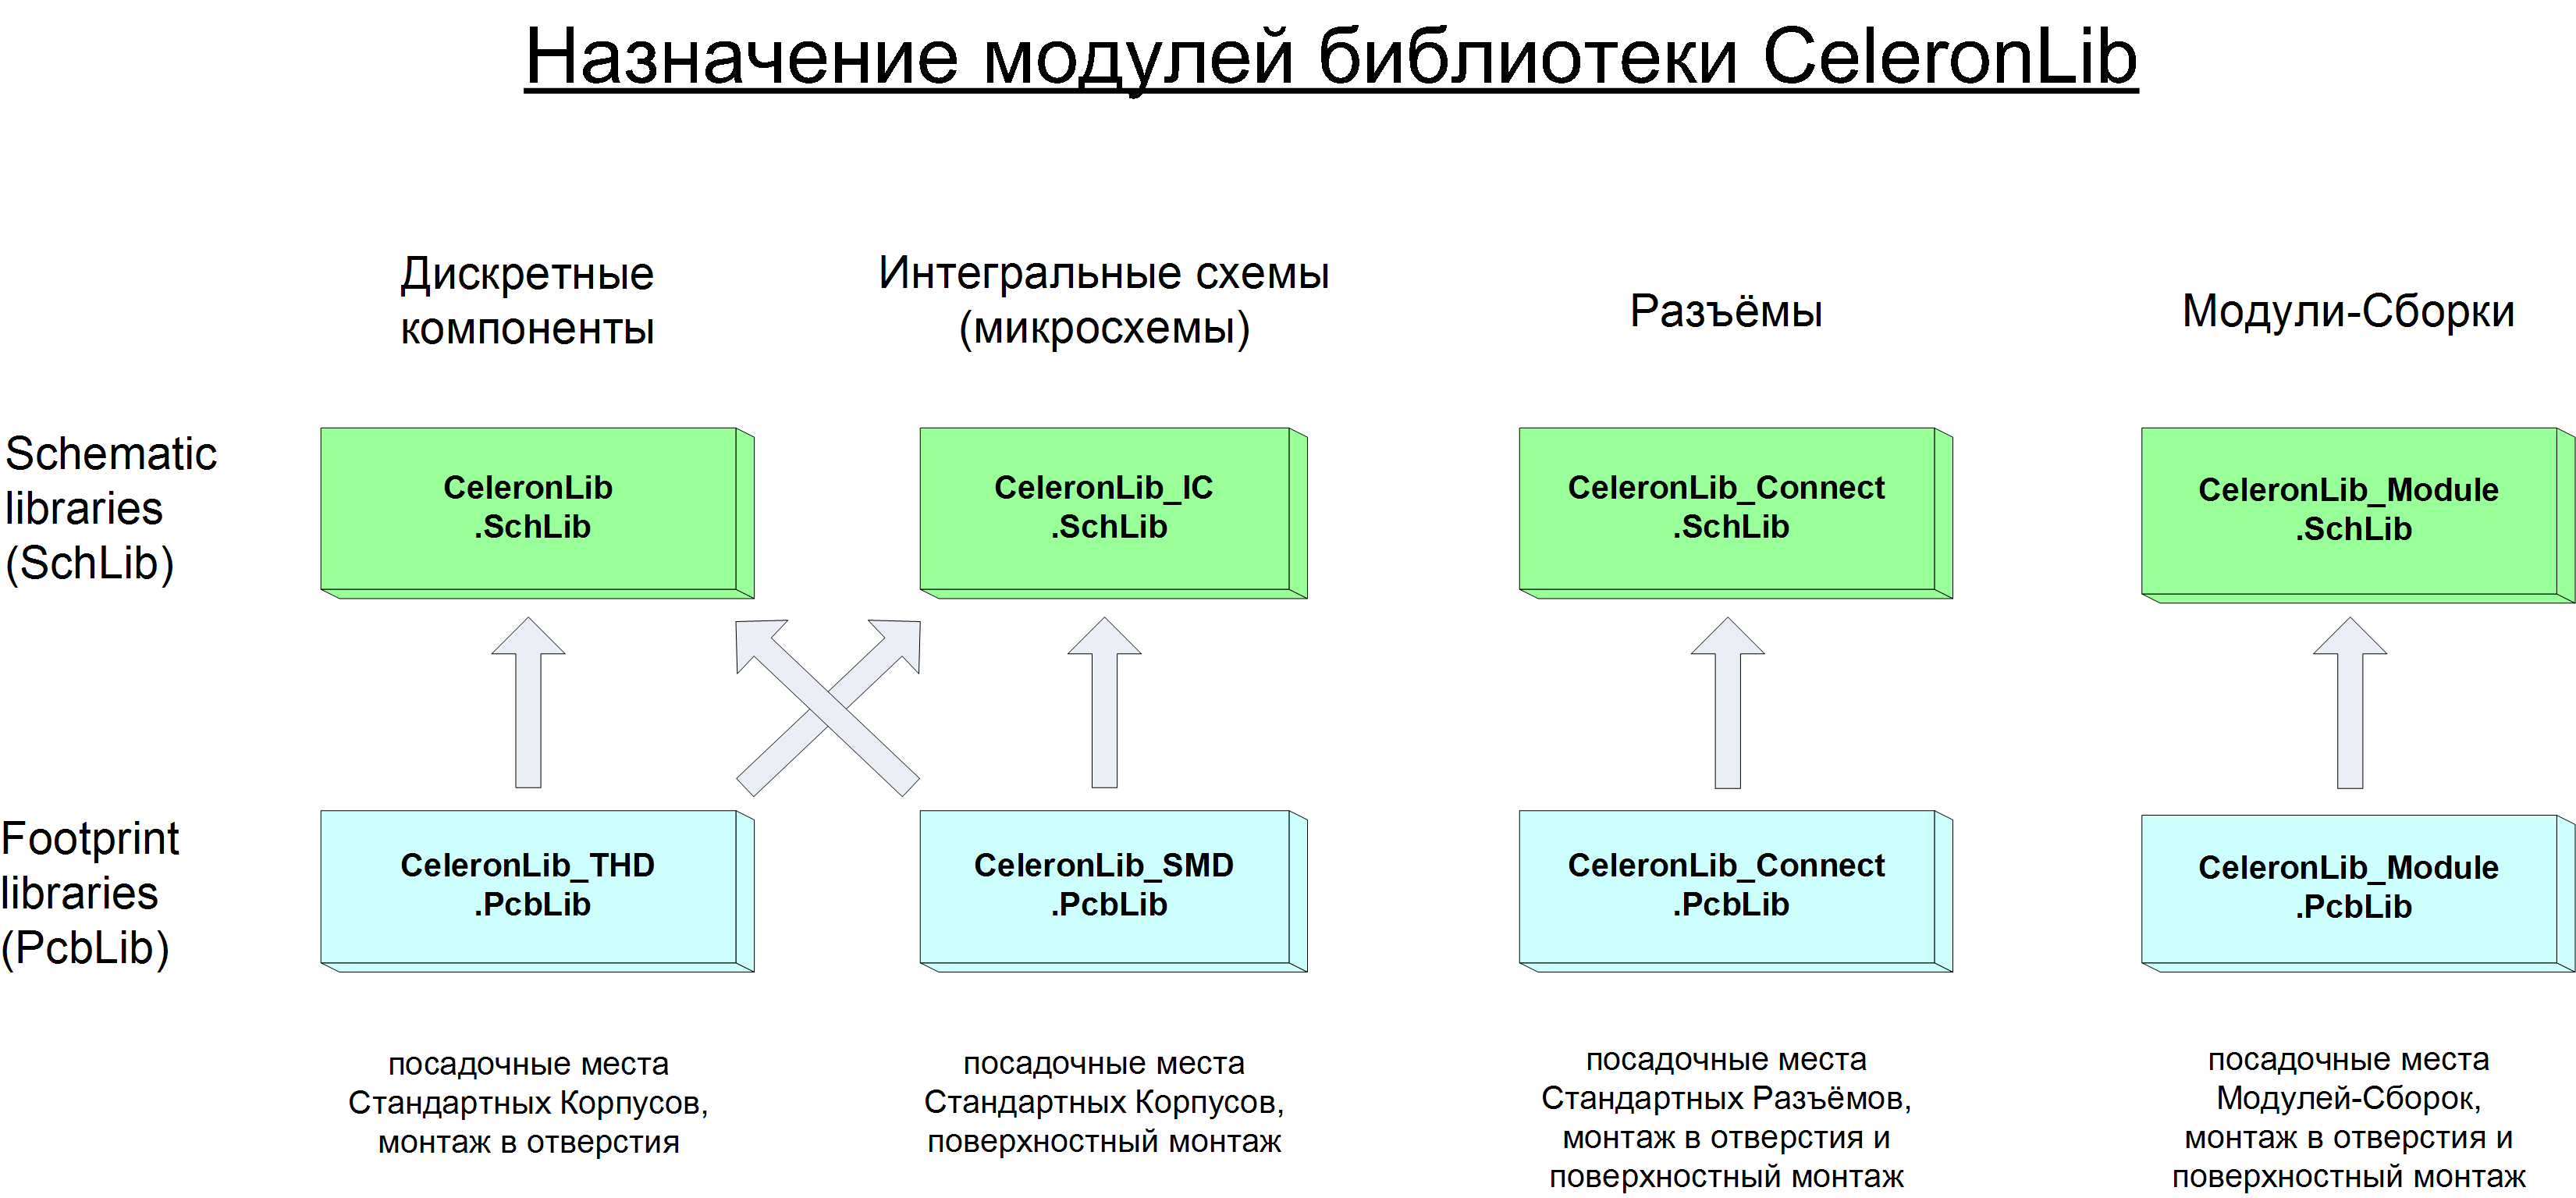 Назначение модулей библиотеки CeleronLib
Дискретные
компоненты
Интегральные схемы
(микросхемы)
Разъёмы
Модули-Сборки
Schematic
libraries
(SchLib)
CeleronLib
.SchLib
CeleronLib_IC
.SchLib
CeleronLib_Connect
.SchLib
CeleronLib_Module
.SchLib
Footprint
libraries
(PcbLib)
CeleronLib_THD
.PcbLib
CeleronLib_SMD
.PcbLib
CeleronLib_Connect
.PcbLib
CeleronLib_Module
.PcbLib
посадочные места
Стандартных Корпусов,
монтаж в отверстия
посадочные места
Стандартных Корпусов,
поверхностный монтаж
посадочные места
Стандартных Разъёмов,
монтаж в отверстия и
поверхностный монтаж
посадочные места
Модулей-Сборок,
монтаж в отверстия и
поверхностный монтаж